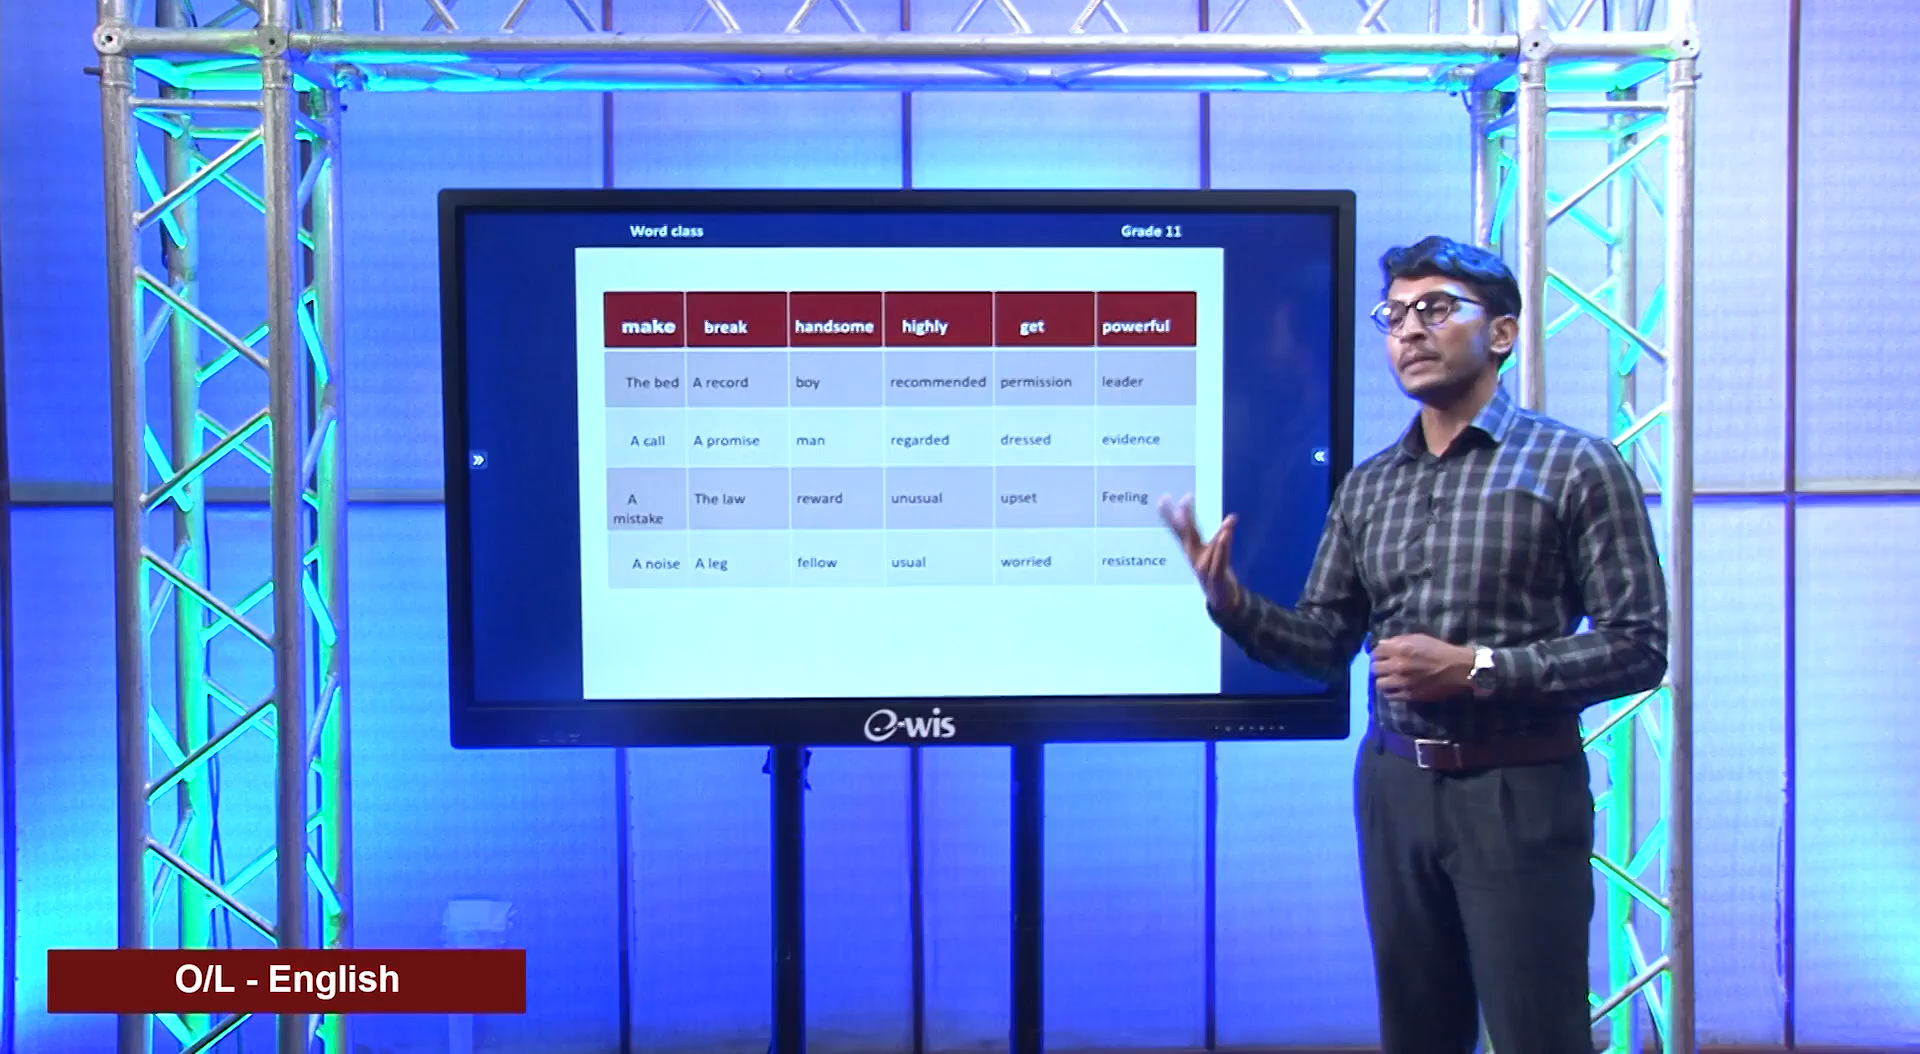 Word class Grade 11
make break handsome highly get powerful
The bed A record boy recommended permission leader
A call A promise man regarded dressed evidence
A The law reward unusual upset Feeling
mistake
A noise A leg fellow usual worried resistance
e-wis
O/L - English